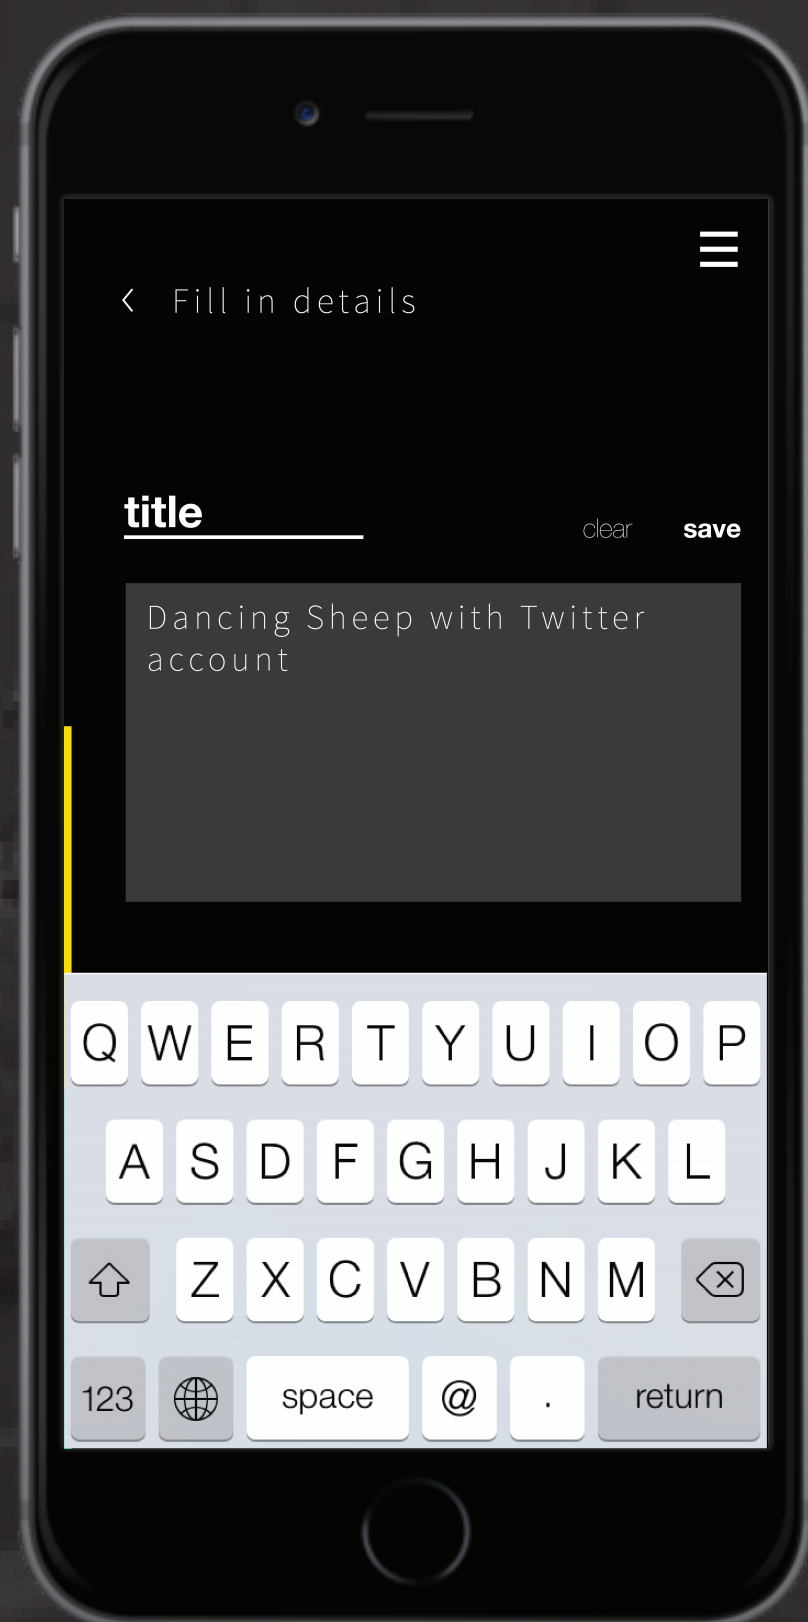 Fill in details
title
clear save
Dancing Sheep with Twitter
account
Q W E R T Y U I O P
A S D F G H J K L
Z X C V B N M
123 space @ . return